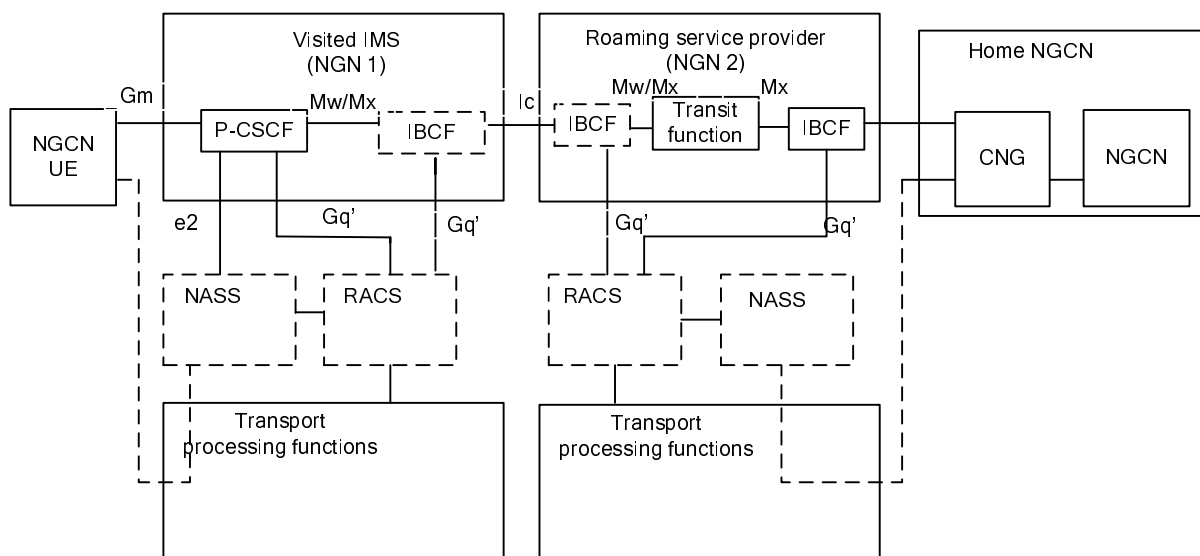 Visited IMS
(NGN 1)
Roaming service provider
(NGN 2)
Home NGCN
Gm
Mw/Mx
Ic
Mw/Mx
Mx
NGCN
UE
P-CSCF
IBCF
IBCF
Transit
function
IBCF
CNG
NGCN
e2
Gq'
Gq'
Gq'
Gq'
NASS
RACS
RACS
NASS
Transport
processing functions
Transport
processing functions